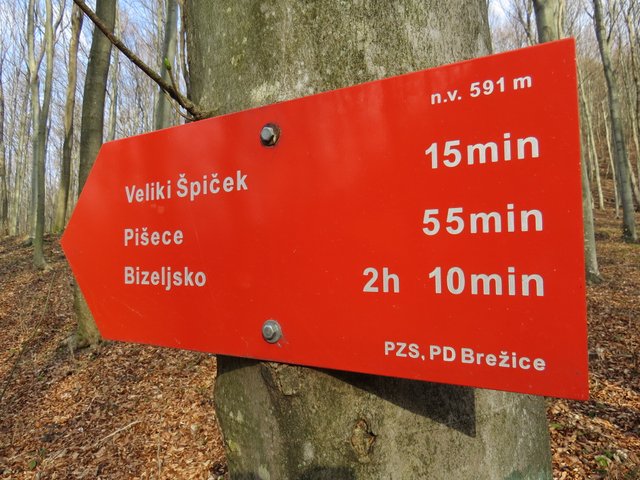 n.v. 591 m
Veliki Špiček 15min
Pišece 55min
Bizeljsko 2h 10min
PZS, PD Brežice